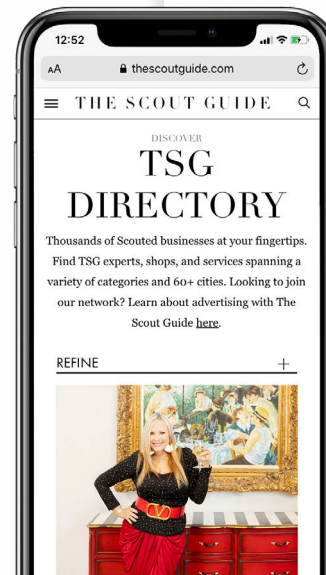 12:52
AA thescoutguide.com
THE SCOUT GUIDE
DISCOVER
TSG
DIRECTORY
Thousands of Scouted businesses at your fingertips.
Find TSG experts, shops, and services spanning a
variety of categories and 60+ cities. Looking to join
our network? Learn about advertising with The
Scout Guide here.
REFINE +